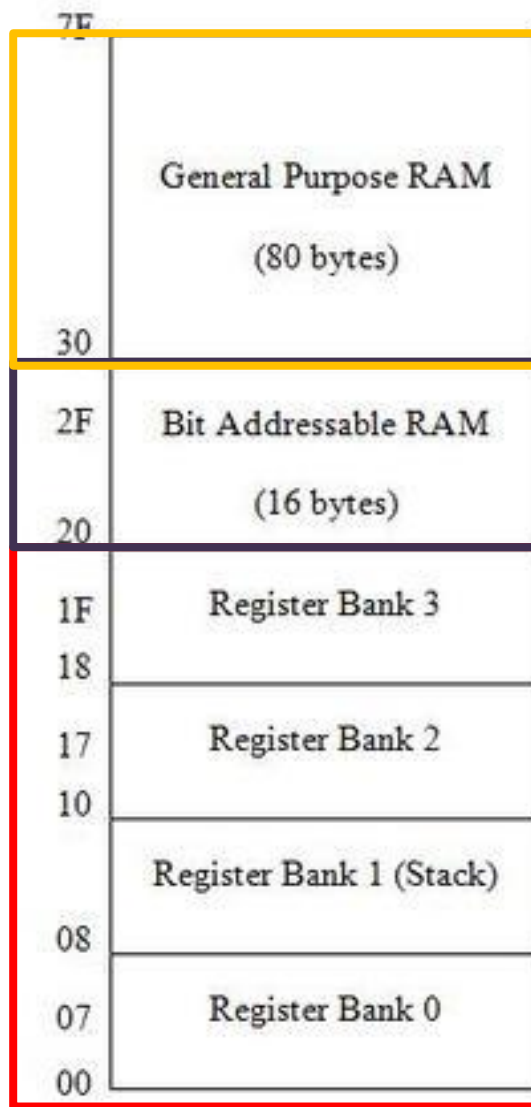 7F
General Purpose RAM
(80 bytes)
30
2F Bit Addressable RAM
(16 bytes)
20
1F Register Bank 3
18
17 Register Bank 2
10
Register Bank 1 (Stack)
08
07 Register Bank 0
00